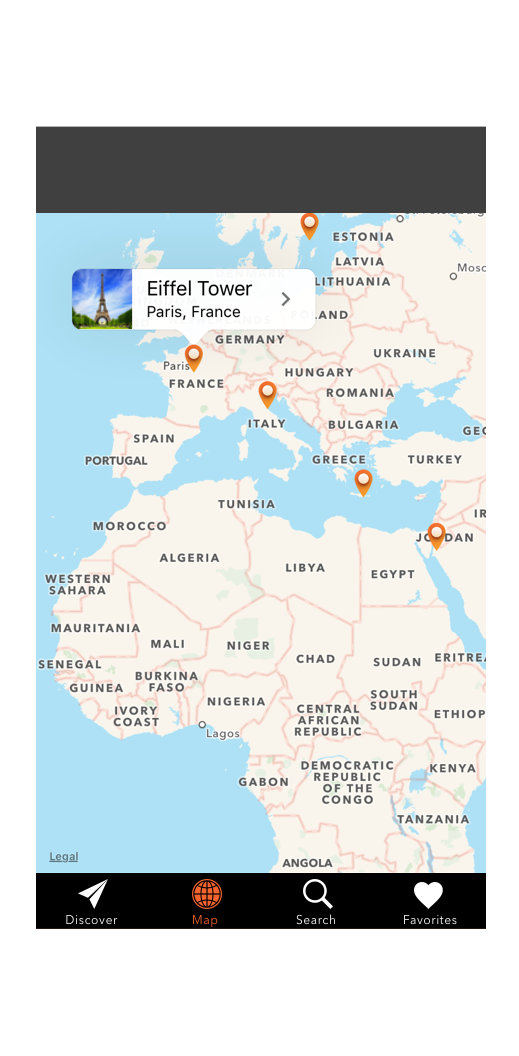 ESTONIA
LATVIA
Mosc
LITHUANIA
DENMARK
Eiffel Tower
Paris, France
POLAND
GERMANY
UKRAINE
Paris
FRANCE
HUNGARY
ROMANIA
ITALY
BULGARIA
GEO
SPAIN
PORTUGAL
GREECE
TURKEY
TUNISIA
IR
MOROCCO
JORDAN
ALGERIA
LIBYA
EGYPT
WESTERN
SAHARA
MAURITANIA
MALI
NIGER
CHAD
SUDAN
ERITREA
SENEGAL
GUINEA
BURKINA
FASO
NIGERIA
SOUTH
SUDAN
IVORY
COAST
CENTRAL
AFRICAN
REPUBLIC
ETHIOP
Lagos
DEMOCRATIC
REPUBLIC
OF THE
CONGO
GABON
KENYA
TANZANIA
Legal
ANGOLA
Discover
Map
Search
Favorites